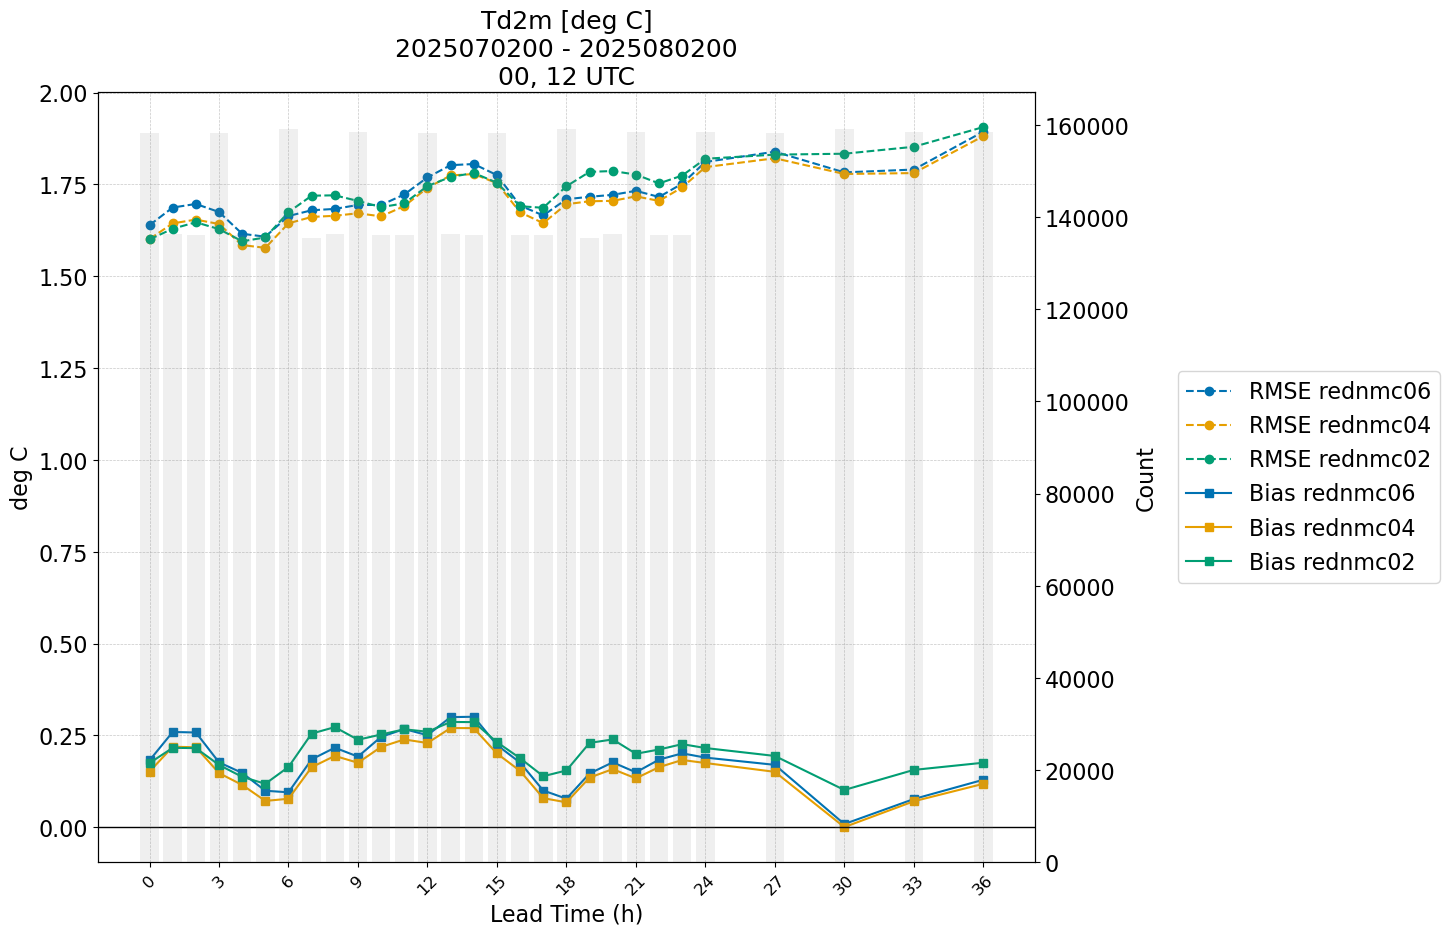 Td2m [deg C]
2025070200 - 2025080200
00, 12 UTC
2.00
1.75
1.50
1.25
1.00
0.75
0.50
0.25
0.00
deg C
160000
140000
120000
100000
80000
60000
40000
20000
0
Count
0 3 6 9 12 15 18 21 24 27 30 33 36
Lead Time (h)
RMSE rednmc06
RMSE rednmc04
RMSE rednmc02
Bias rednmc06
Bias rednmc04
Bias rednmc02